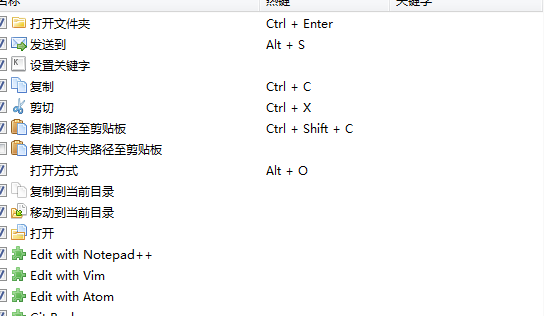 名称 热键 关键字
打开文件夹 Ctrl + Enter
发送到 Alt + S
设置关键字
复制 Ctrl + C
剪切 Ctrl + X
复制路径至剪贴板 Ctrl + Shift + C
复制文件夹路径至剪贴板
打开方式 Alt + O
复制到当前目录
移动到当前目录
打开
Edit with Notepad++
Edit with Vim
Edit with Atom